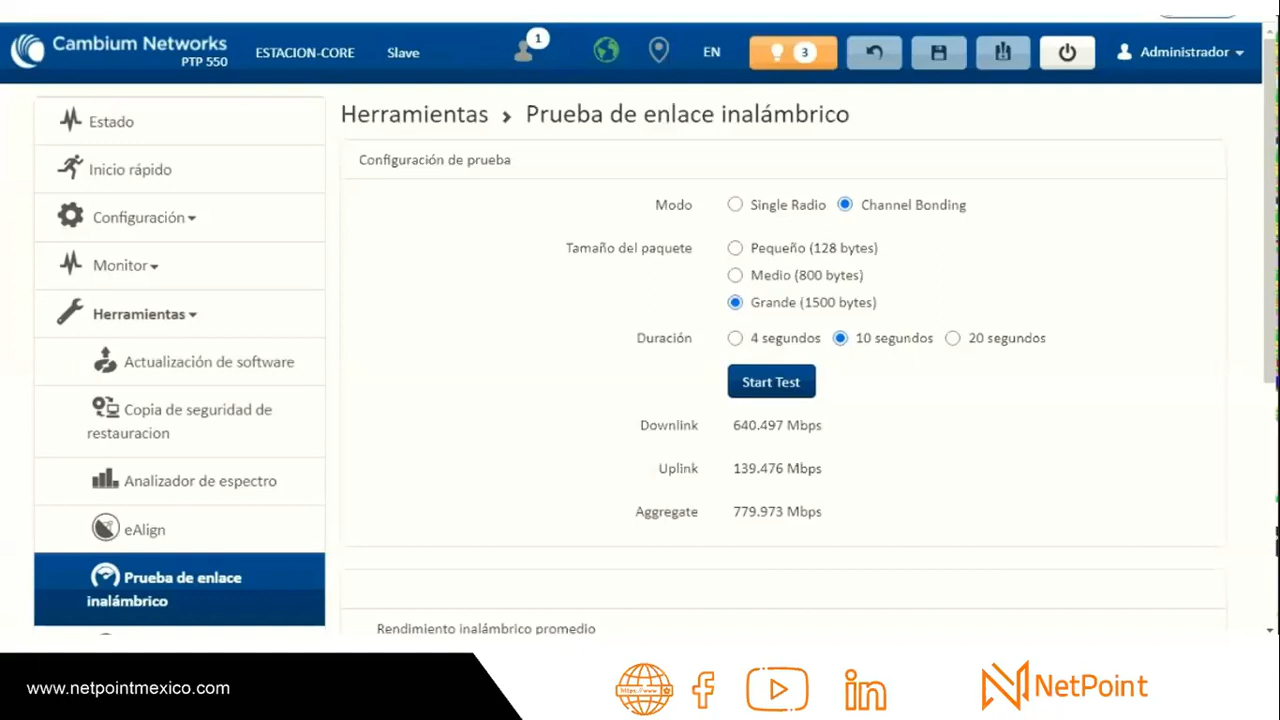 Cambium Networks
PTP 550
ESTACION-CORE
Slave
1
EN
3
Administrador
Estado
Inicio rápido
Configuración
Monitor
Herramientas
Actualización de software
Copia de seguridad de
restauracion
Analizador de espectro
eAlign
Prueba de enlace
inalámbrico
Herramientas > Prueba de enlace inalámbrico
Configuración de prueba
Modo Single Radio Channel Bonding
Tamaño del paquete Pequeño (128 bytes)
Medio (800 bytes)
Grande (1500 bytes)
Duración 4 segundos 10 segundos 20 segundos
Start Test
Downlink 640.497 Mbps
Uplink 139.476 Mbps
Aggregate 779.973 Mbps
Rendimiento inalámbrico promedio
www.netpointmexico.com
https://www
in
NetPoint